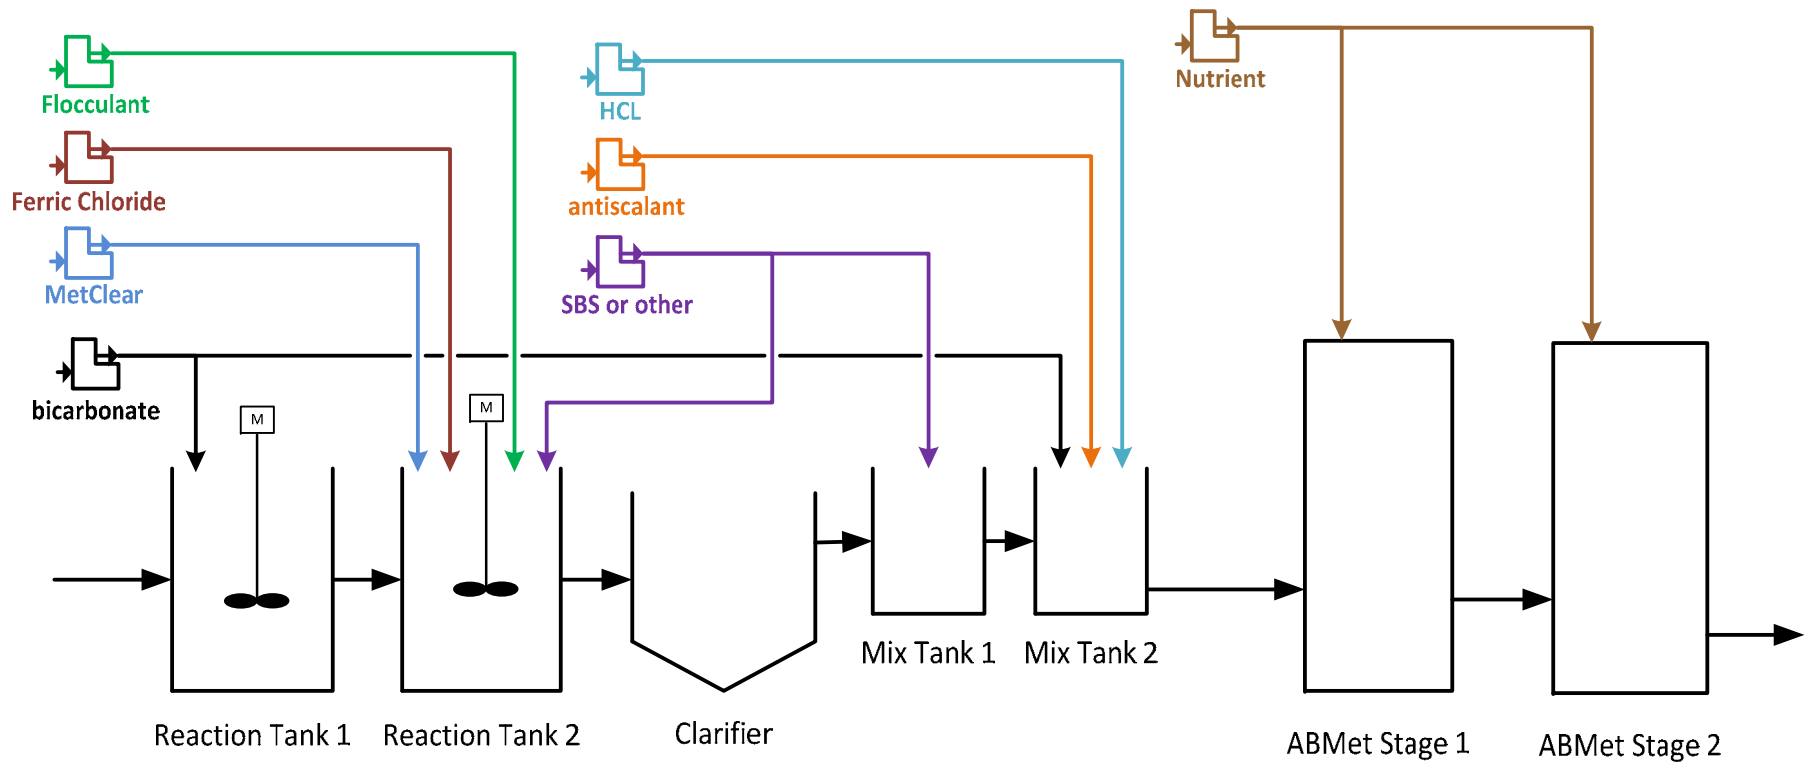 Flocculant
Ferric Chloride
MetClear
bicarbonate
HCL
antiscalant
SBS or other
Nutrient
M
M
Reaction Tank 1
Reaction Tank 2
Clarifier
Mix Tank 1
Mix Tank 2
ABMet Stage 1
ABMet Stage 2